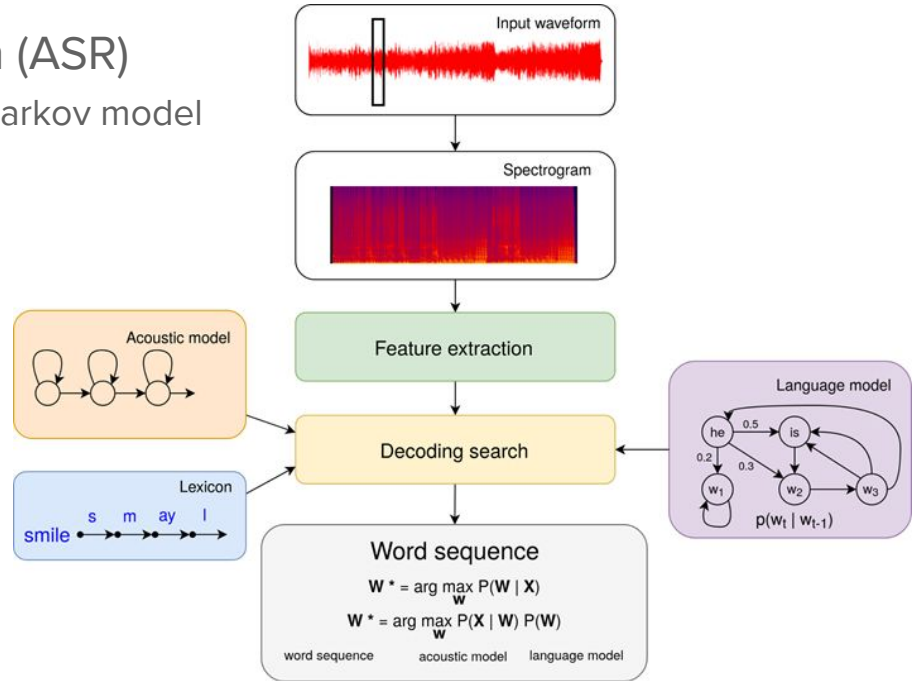 (ASR)
arkov model
Input waveform
Spectrogram
Feature extraction
Acoustic model
Decoding search
Language model
he
0.5
is
0.2
0.3
w1
w2
w3
p(wt | wt-1)
Lexicon
s m ay l
smile
Word sequence
W * = arg max P(W | X)
W
W * = arg max P(X | W) P(W)
W
word sequence acoustic model language model